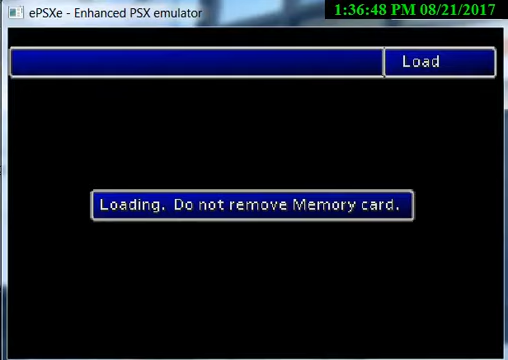 ePSXe - Enhanced PSX emulator
1:36:48 PM 08/21/2017
Load
Loading. Do not remove Memory card.